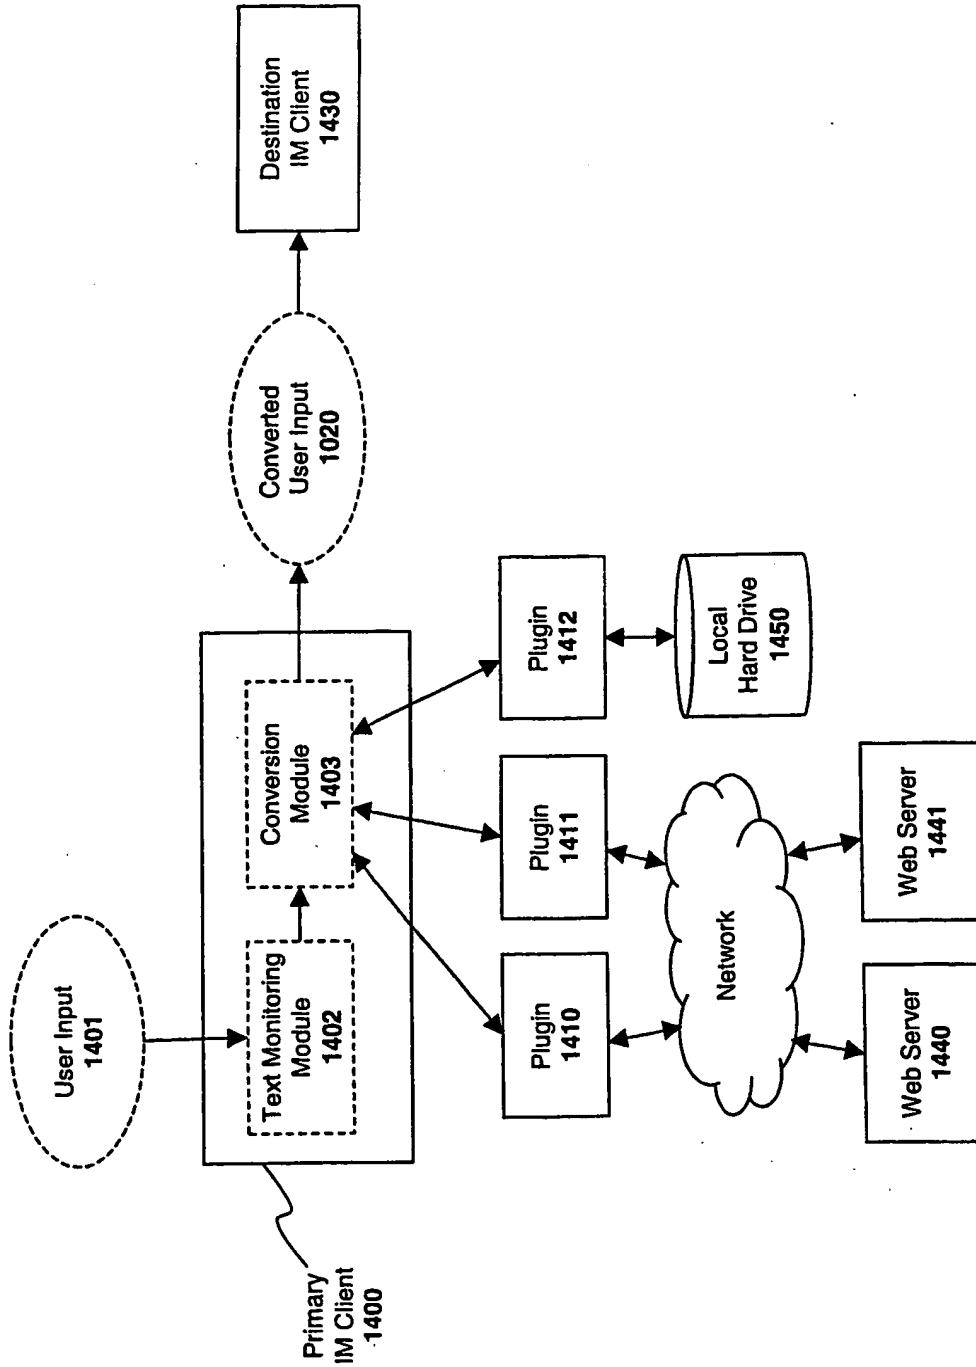 User Input
1401
Primary
IM Client
1400
Text Monitoring
Module
1402
Conversion
Module
1403
Converted
User Input
1020
Destination
IM Client
1430
Plugin
1410
Plugin
1411
Plugin
1412
Network
Local
Hard Drive
1450
Web Server
1440
Web Server
1441